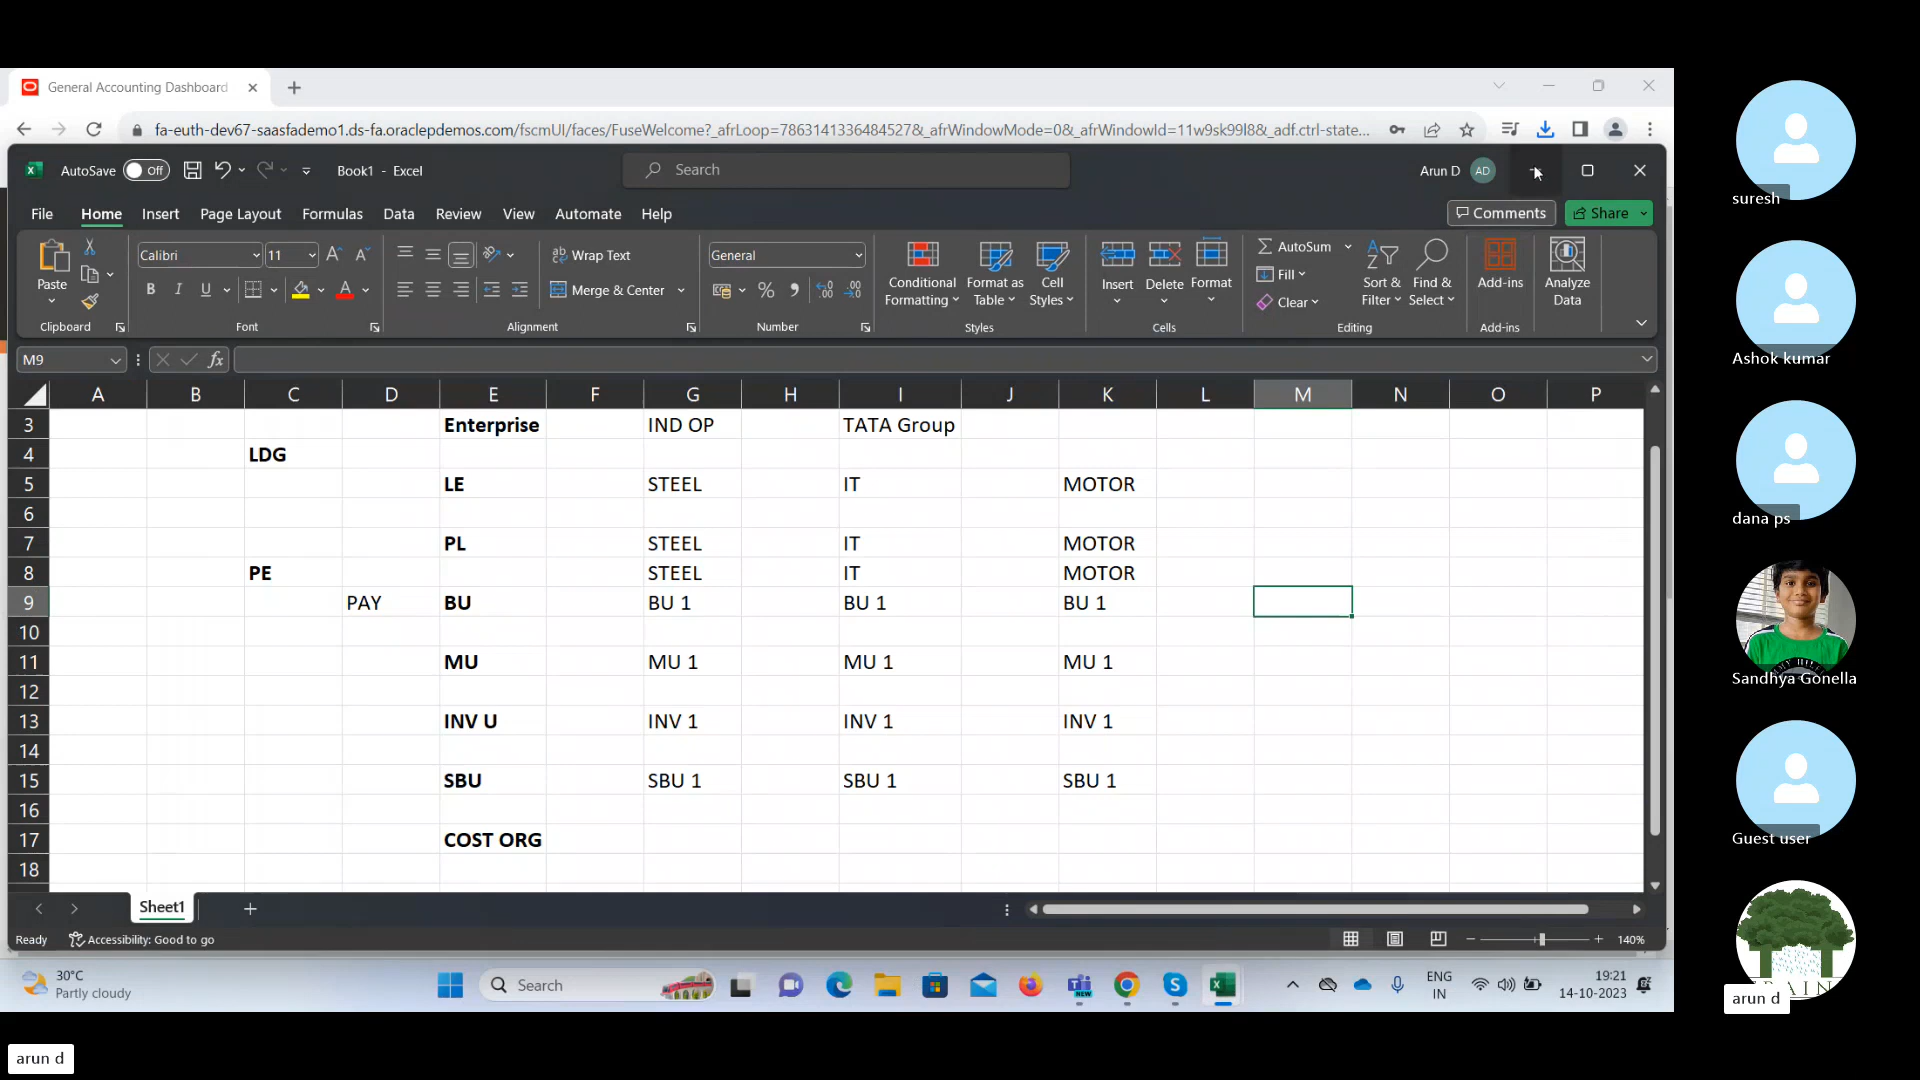 General Accounting Dashboard
fa-euth-dev67-saasfademo1.ds-fa.oraclepdemos.com/fscmUI/faces/FuseWelcome?_afrLoop=7863141336484527&_afrWindowMode=0&_afrWindowId=11w9sk99l8&_adf.ctrl-state...
AutoSave Off Book1 - Excel Search Arun D AD
File Home Insert Page Layout Formulas Data Review View Automate Help Comments Share
Calibri 11 Wrap Text General AutoSum
Paste B I U Merge & Center Conditional Formatting Format as Table Cell Styles Insert Delete Format Fill Clear Sort & Filter Find & Select Add-ins Analyze Data
Clipboard Font Alignment Number Styles Cells Editing Add-ins
M9 fx
A B C D E F G H I J K L M N O P
3 Enterprise IND OP TATA Group
4 LDG
5 LE STEEL IT MOTOR
6
7 PL STEEL IT MOTOR
8 PE STEEL IT MOTOR
9 PAY BU BU 1 BU 1 BU 1
10
11 MU MU 1 MU 1 MU 1
12
13 INV U INV 1 INV 1 INV 1
14
15 SBU SBU 1 SBU 1 SBU 1
16
17 COST ORG
18
Sheet1
Ready Accessibility: Good to go 140%
30°C
Partly cloudy
Search
NEW
ENG
IN
19:21
14-10-2023
suresh
Ashok kumar
dana ps
Sandhya Gonella
Guest user
arun d
arun d